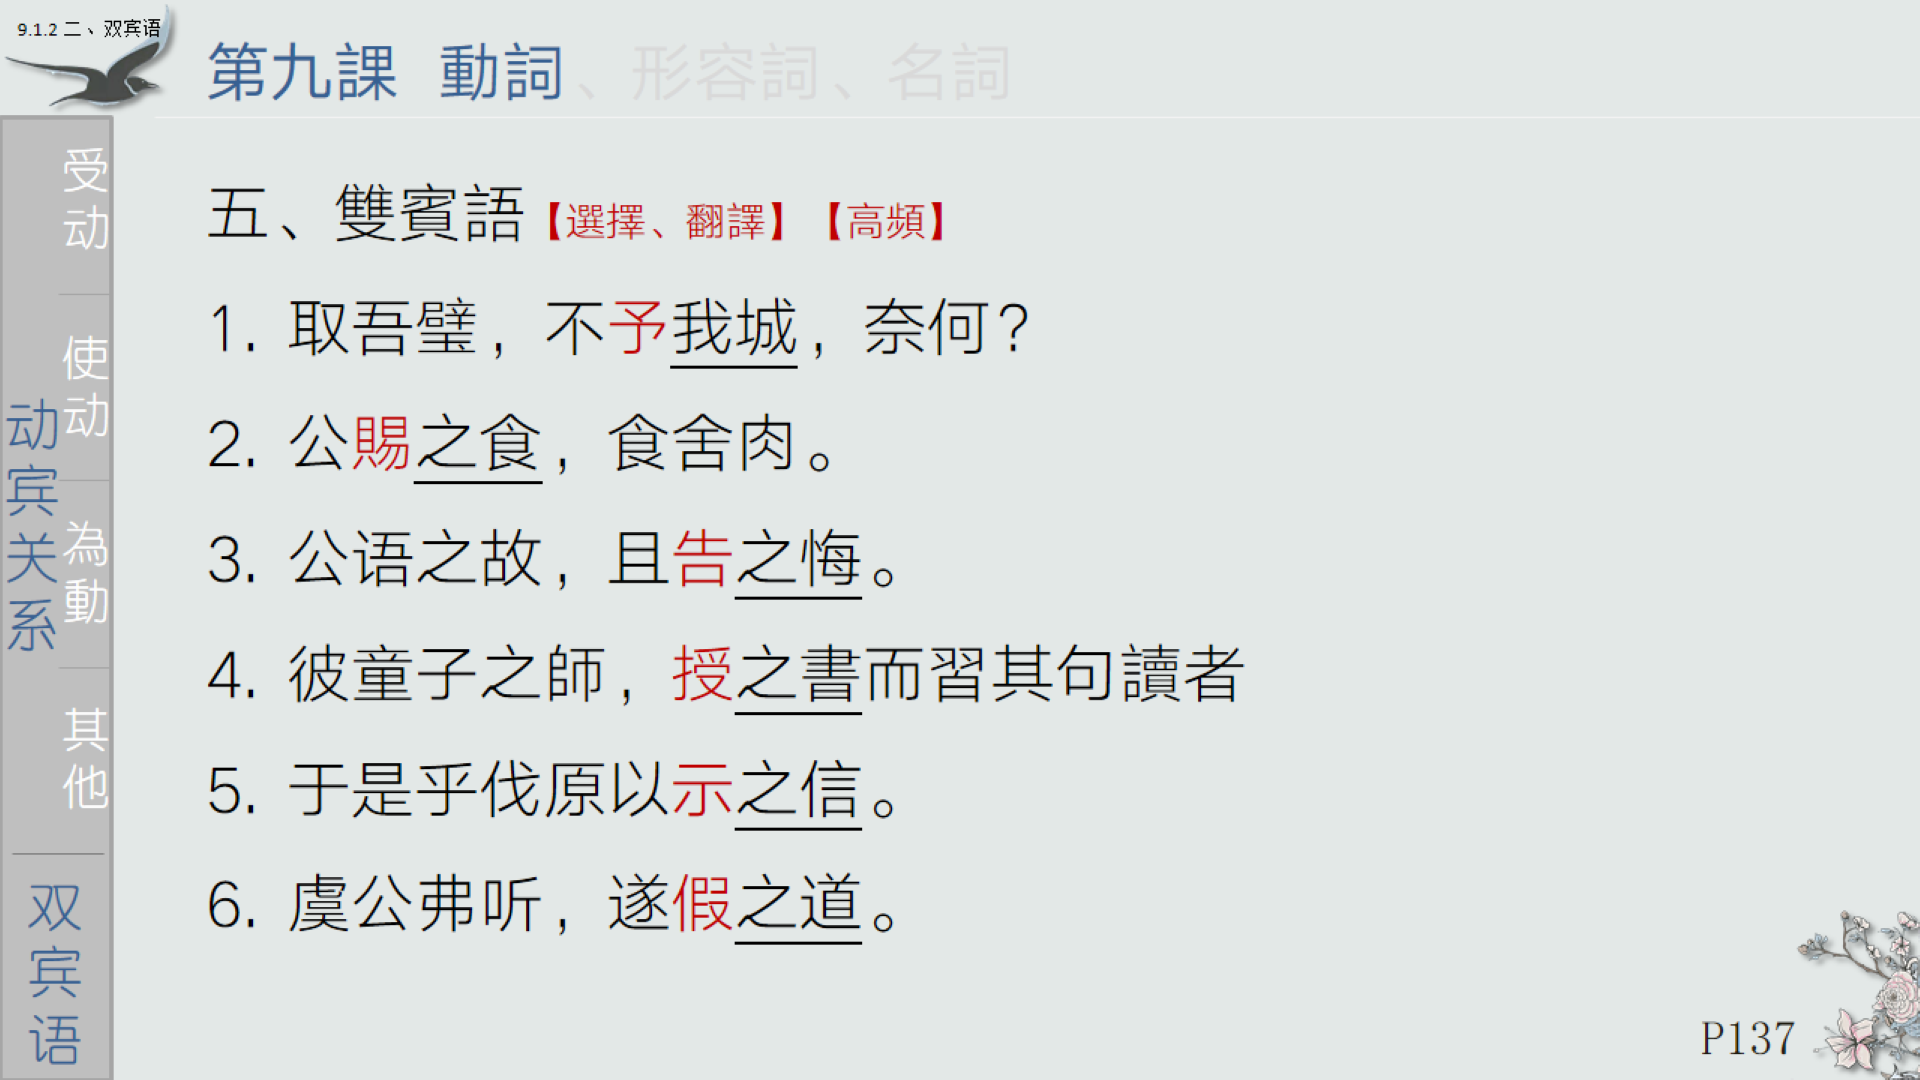 9.1.2 二、双宾语
第九課 動詞、形容詞、名詞
受动
使动
為動
其他
动宾关系
双宾语
五、雙賓語【選擇、翻譯】【高頻】
1. 取吾璧，不予我城，奈何？
2. 公賜之食，食舍肉。
3. 公语之故，且告之悔。
4. 彼童子之師，授之書而習其句讀者
5. 于是乎伐原以示之信。
6. 虞公弗听，遂假之道。
P137